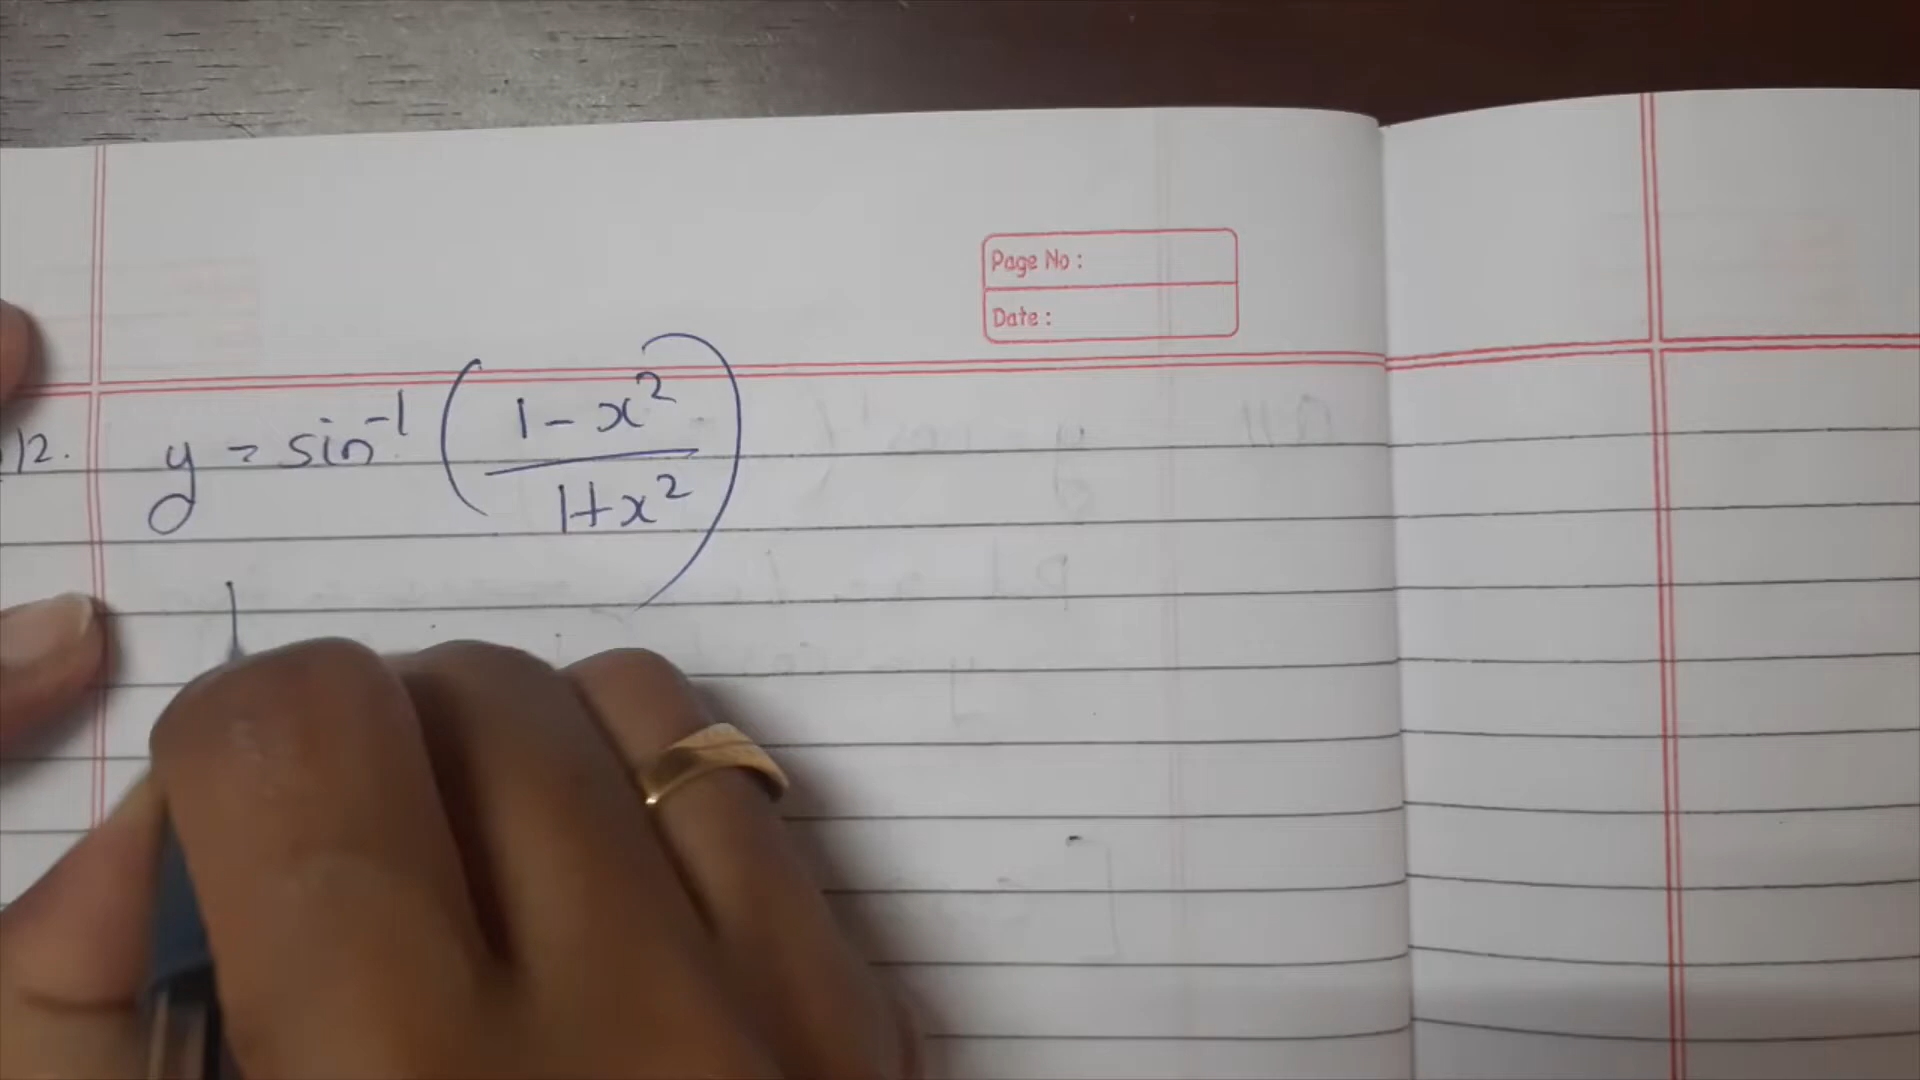 Page No :
Date :
12. y = sin⁻¹ ( 1 - x² / 1 + x² )